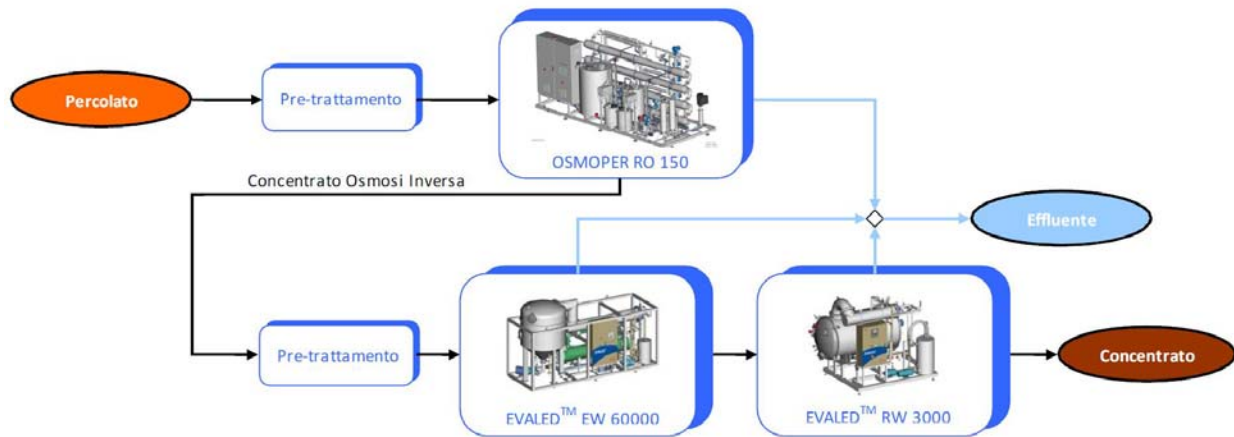 Percolato
Pre-trattamento
OSMOPER RO 150
Concentrato Osmosi Inversa
Effluente
Pre-trattamento
EVALED™ EW 60000
EVALED™ RW 3000
Concentrato